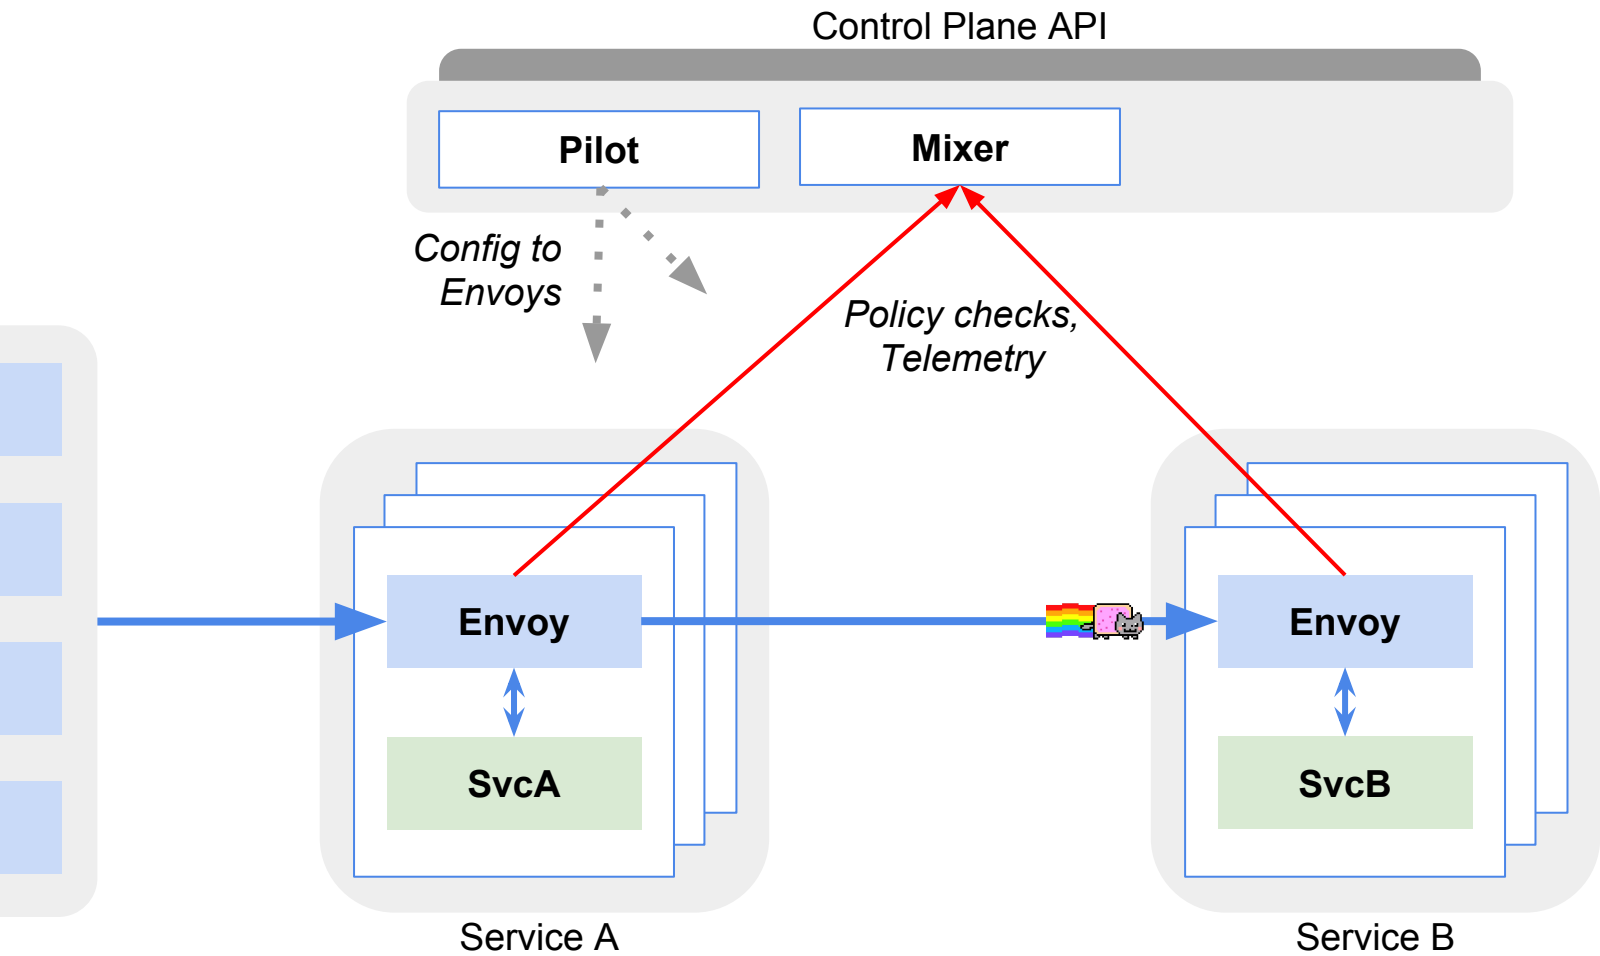 Control Plane API
Pilot
Mixer
Config to
Envoys
Policy checks,
Telemetry
Envoy
Envoy
SvcA
SvcB
Service A
Service B